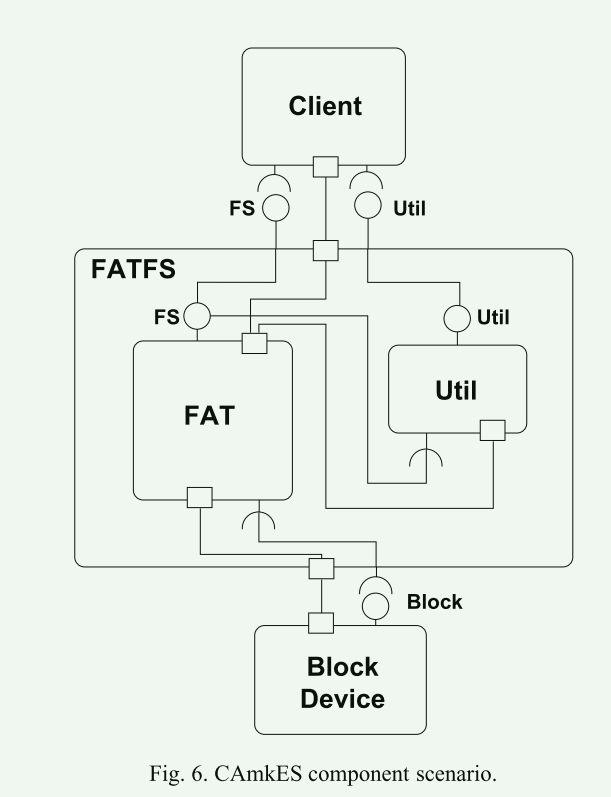 Client
FS
Util
FATFS
FS
Util
FAT
Util
Block
Block
Device
Fig. 6. CAmkES component scenario.